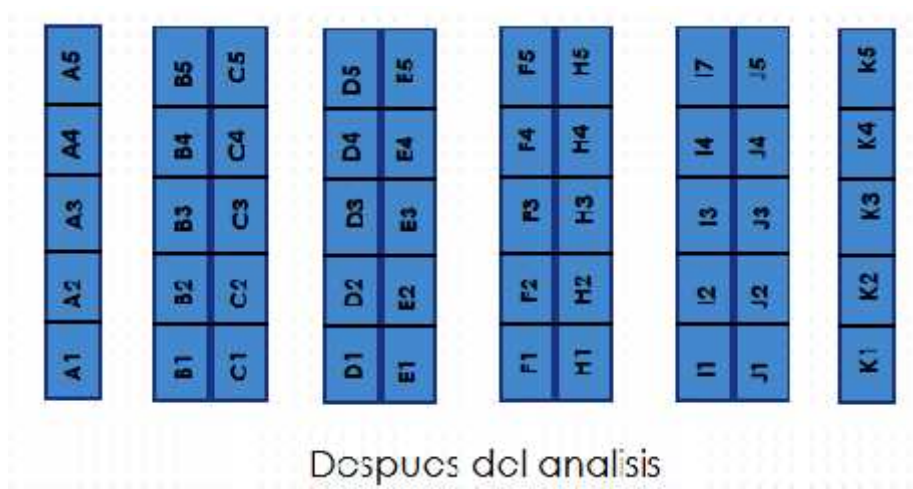 A5 B5 C5 D5 E5 F5 H5 I7 J5 k5
A4 B4 C4 D4 E4 F4 H4 I4 J4 K4
A3 B3 C3 D3 E3 F3 H3 I3 J3 K3
A2 B2 C2 D2 E2 F2 H2 I2 J2 K2
A1 B1 C1 D1 E1 F1 H1 I1 J1 K1
Despues del analisis